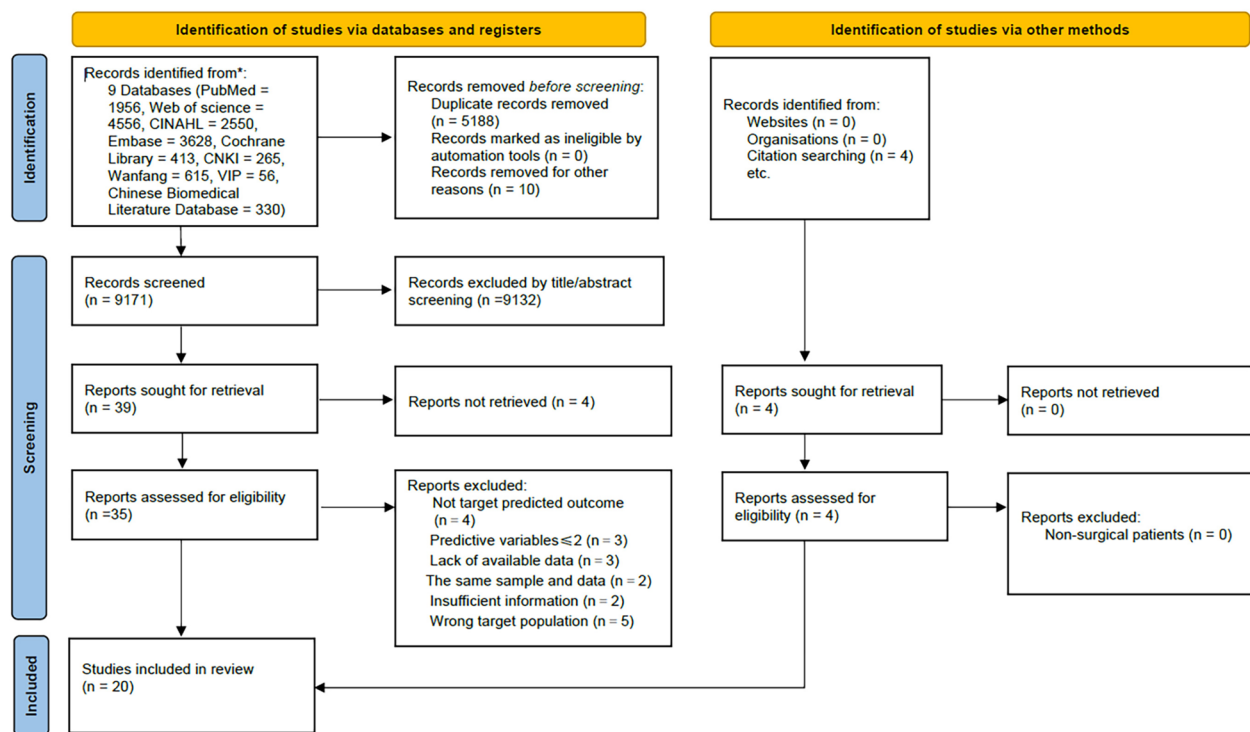 Identification of studies via databases and registers
Identification of studies via other methods
Identification
Records identified from*:
9 Databases (PubMed =
1956, Web of science =
4556, CINAHL = 2550,
Embase = 3628, Cochrane
Library = 413, CNKI = 265,
Wanfang = 615, VIP = 56,
Chinese Biomedical
Literature Database = 330)
Records removed before screening:
Duplicate records removed
(n = 5188)
Records marked as ineligible by
automation tools (n = 0)
Records removed for other
reasons (n = 10)
Records identified from:
Websites (n = 0)
Organisations (n = 0)
Citation searching (n = 4)
etc.
Screening
Records screened
(n = 9171)
Records excluded by title/abstract
screening (n =9132)
Reports sought for retrieval
(n = 39)
Reports not retrieved (n = 4)
Reports sought for retrieval
(n = 4)
Reports not retrieved
(n = 0)
Reports assessed for eligibility
(n =35)
Reports excluded:
Not target predicted outcome
(n = 4)
Predictive variables≤2 (n = 3)
Lack of available data (n = 3)
The same sample and data (n = 2)
Insufficient information (n = 2)
Wrong target population (n = 5)
Reports assessed for
eligibility (n = 4)
Reports excluded:
Non-surgical patients (n = 0)
Included
Studies included in review
(n = 20)